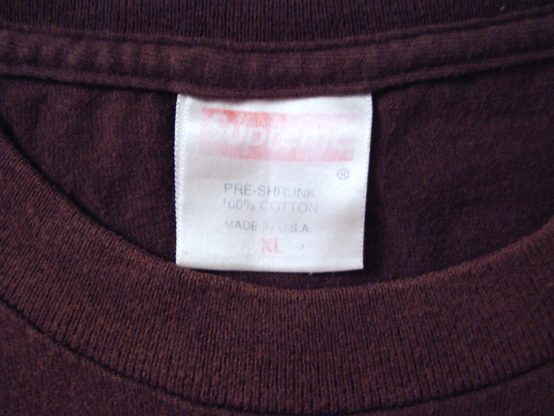 Supreme
®
PRE-SHRUNK
100% COTTON
MADE IN U.S.A.
XL